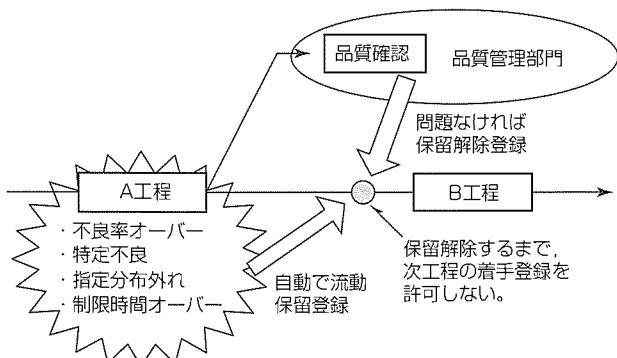 品質確認
品質管理部門
問題なければ
保留解除登録
A工程
B工程
・不良率オーバー
・特定不良
・指定分布外れ
・制限時間オーバー
自動で流動
保留登録
保留解除するまで，
次工程の着手登録を
許可しない。